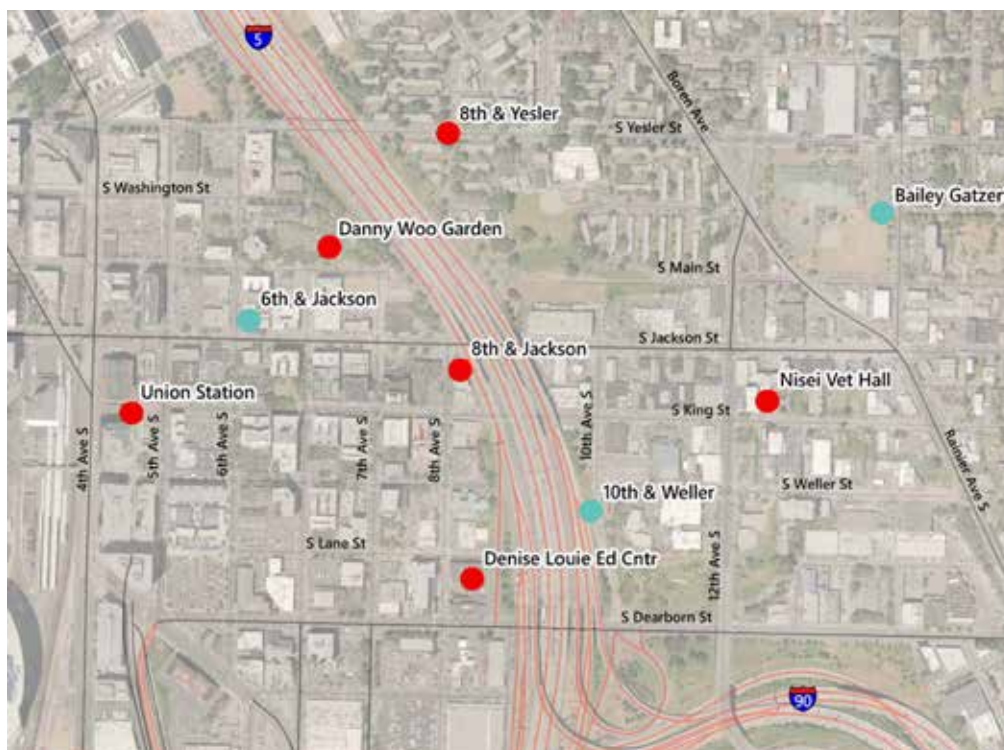 5
8th & Yesler
Boren Ave
S Yesler St
S Washington St
Bailey Gatzer
Danny Woo Garden
S Main St
6th & Jackson
S Jackson St
8th & Jackson
Nisei Vet Hall
Union Station
S King St
4th Ave S
5th Ave S
6th Ave S
7th Ave S
8th Ave S
10th Ave S
Rainier Ave S
S Weller St
10th & Weller
S Lane St
Denise Louie Ed Cntr
12th Ave S
S Dearborn St
90